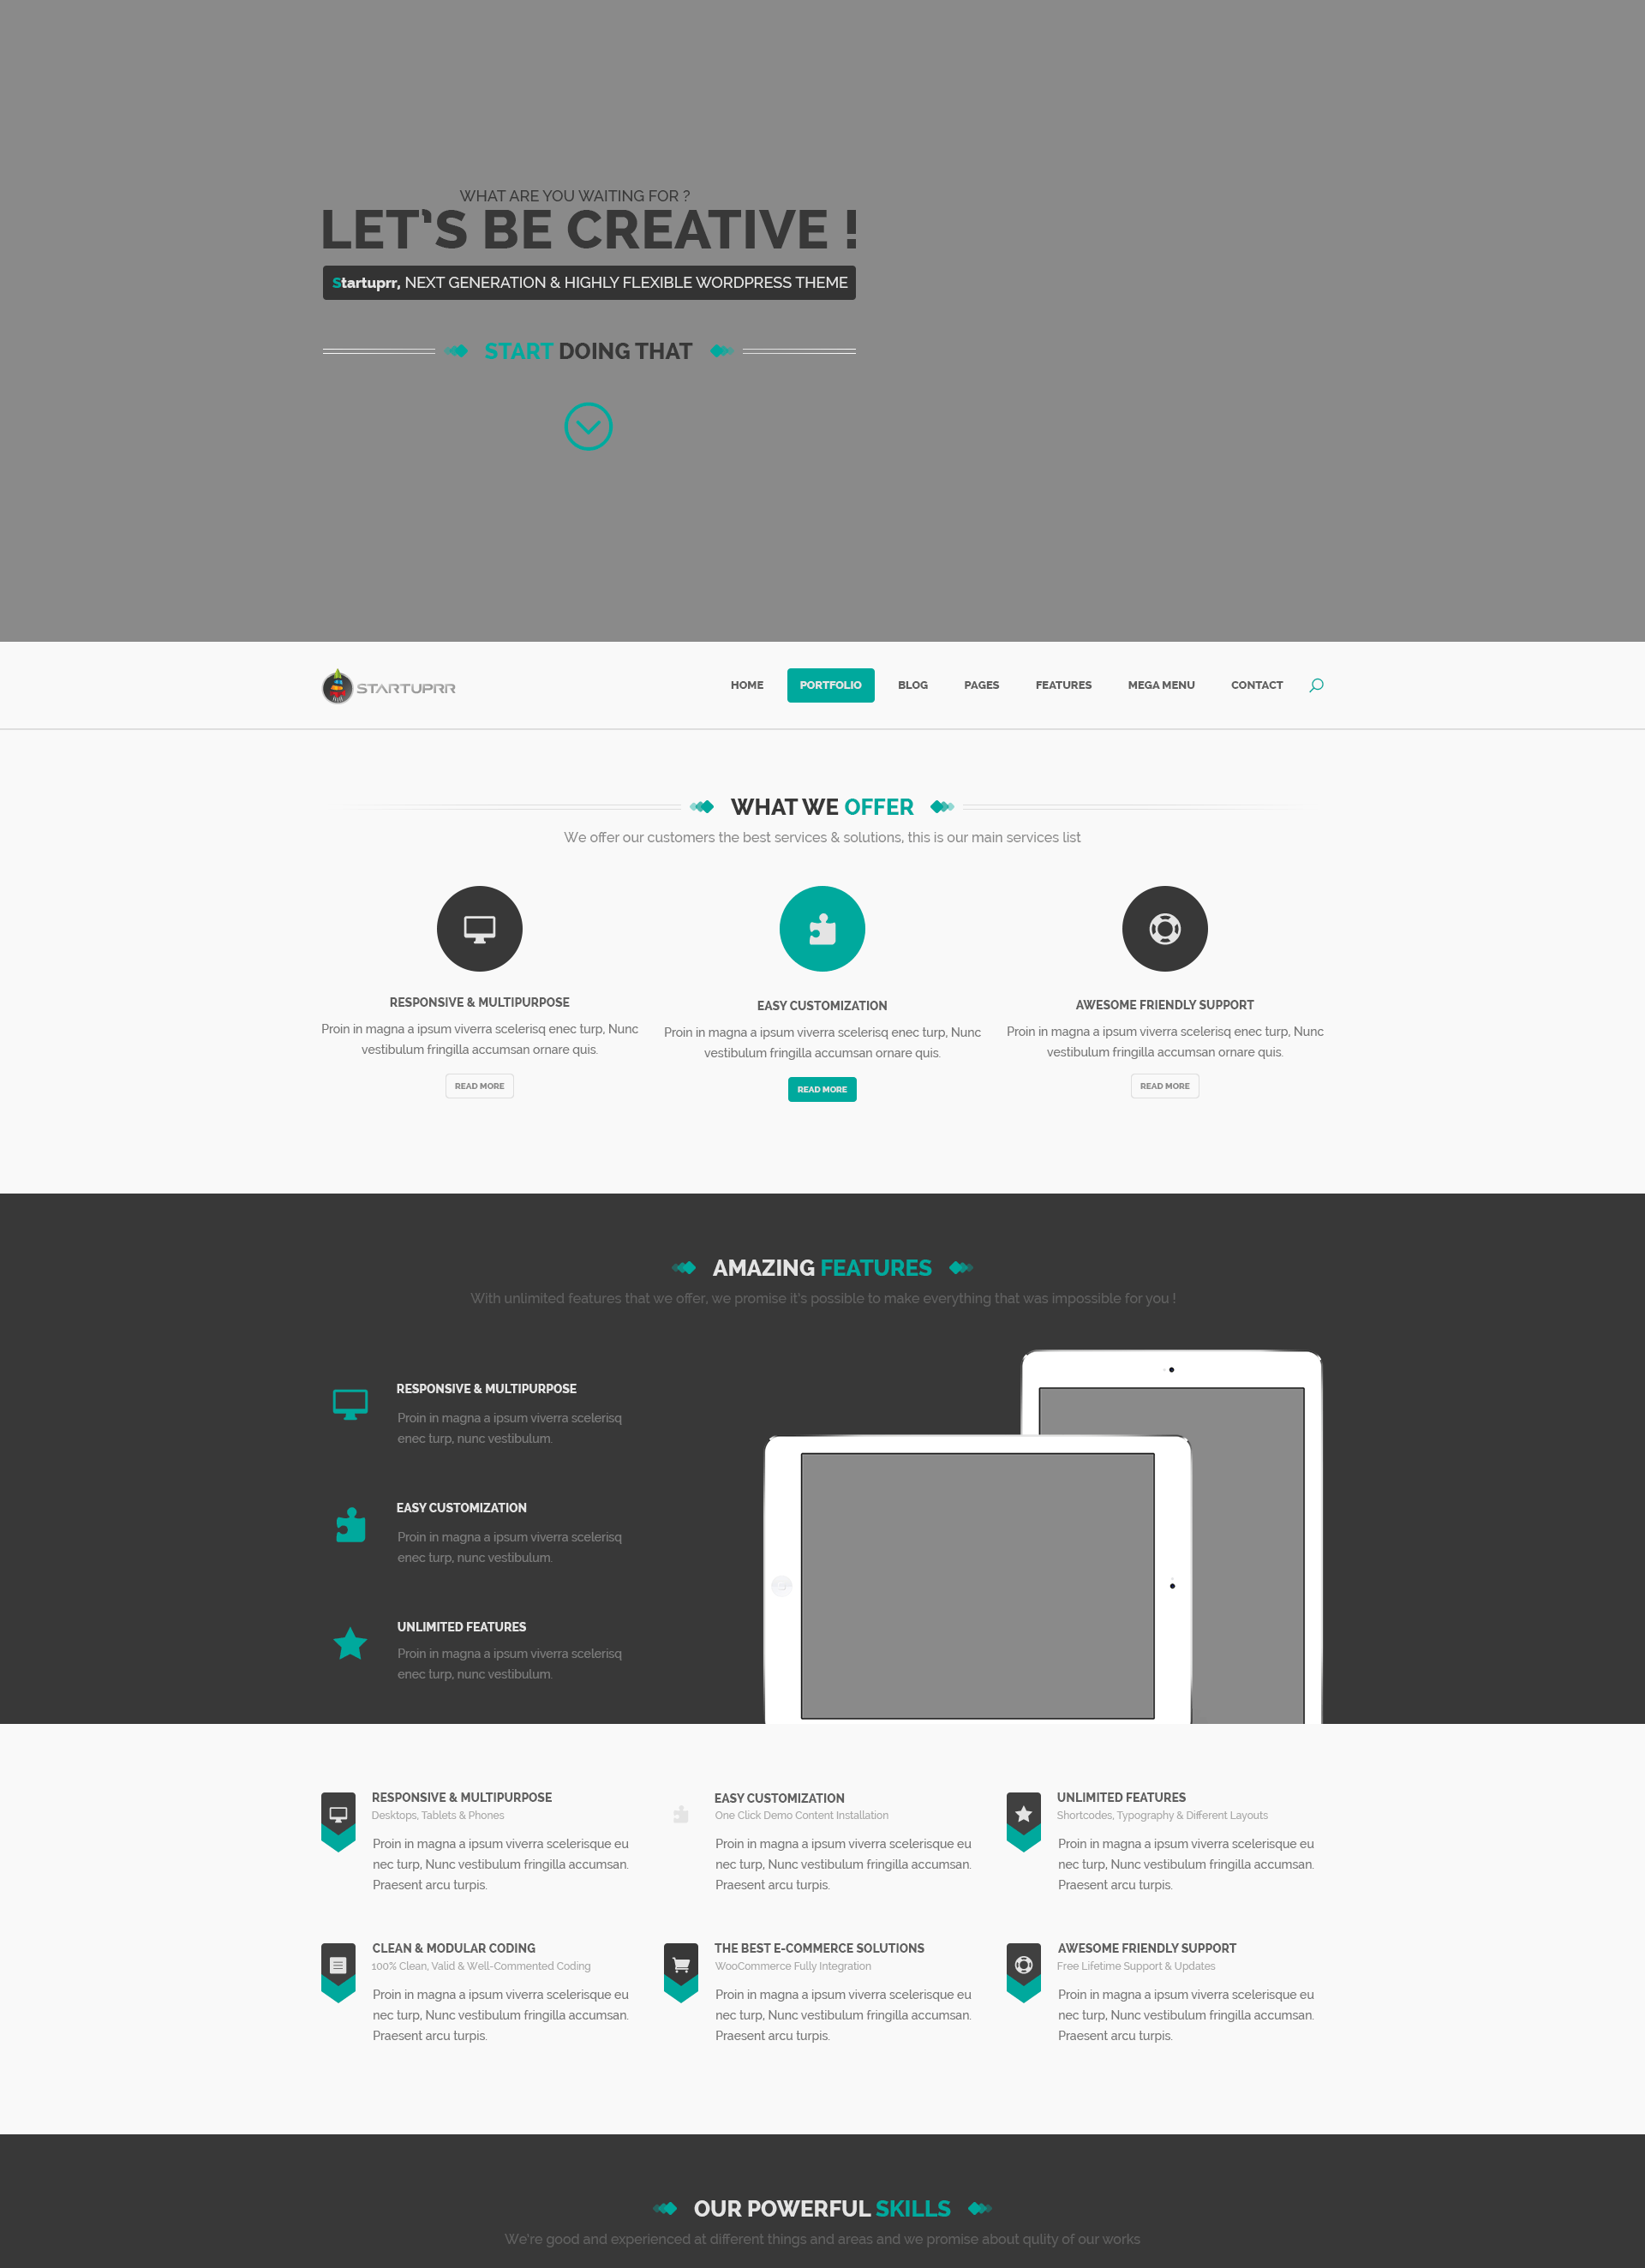 WHAT ARE YOU WAITING FOR ?
LET'S BE CREATIVE !
Startuprr, NEXT GENERATION & HIGHLY FLEXIBLE WORDPRESS THEME
START DOING THAT
STARTUPRR
HOME PORTFOLIO BLOG PAGES FEATURES MEGA MENU CONTACT
WHAT WE OFFER
We offer our customers the best services & solutions, this is our main services list
RESPONSIVE & MULTIPURPOSE
Proin in magna a ipsum viverra scelerisq enec turp, Nunc
vestibulum fringilla accumsan ornare quis.
READ MORE
EASY CUSTOMIZATION
Proin in magna a ipsum viverra scelerisq enec turp, Nunc
vestibulum fringilla accumsan ornare quis.
READ MORE
AWESOME FRIENDLY SUPPORT
Proin in magna a ipsum viverra scelerisq enec turp, Nunc
vestibulum fringilla accumsan ornare quis.
READ MORE
AMAZING FEATURES
With unlimited features that we offer, we promise it's possible to make everything that was impossible for you !
RESPONSIVE & MULTIPURPOSE
Proin in magna a ipsum viverra scelerisq
enec turp, nunc vestibulum.
EASY CUSTOMIZATION
Proin in magna a ipsum viverra scelerisq
enec turp, nunc vestibulum.
UNLIMITED FEATURES
Proin in magna a ipsum viverra scelerisq
enec turp, nunc vestibulum.
RESPONSIVE & MULTIPURPOSE
Desktops, Tablets & Phones
Proin in magna a ipsum viverra scelerisque eu
nec turp, Nunc vestibulum fringilla accumsan.
Praesent arcu turpis.
EASY CUSTOMIZATION
One Click Demo Content Installation
Proin in magna a ipsum viverra scelerisque eu
nec turp, Nunc vestibulum fringilla accumsan.
Praesent arcu turpis.
UNLIMITED FEATURES
Shortcodes, Typography & Different Layouts
Proin in magna a ipsum viverra scelerisque eu
nec turp, Nunc vestibulum fringilla accumsan.
Praesent arcu turpis.
CLEAN & MODULAR CODING
100% Clean, Valid & Well-Commented Coding
Proin in magna a ipsum viverra scelerisque eu
nec turp, Nunc vestibulum fringilla accumsan.
Praesent arcu turpis.
THE BEST E-COMMERCE SOLUTIONS
WooCommerce Fully Integration
Proin in magna a ipsum viverra scelerisque eu
nec turp, Nunc vestibulum fringilla accumsan.
Praesent arcu turpis.
AWESOME FRIENDLY SUPPORT
Free Lifetime Support & Updates
Proin in magna a ipsum viverra scelerisque eu
nec turp, Nunc vestibulum fringilla accumsan.
Praesent arcu turpis.
OUR POWERFUL SKILLS
We're good and experienced at different things and areas and we promise about qulity of our works